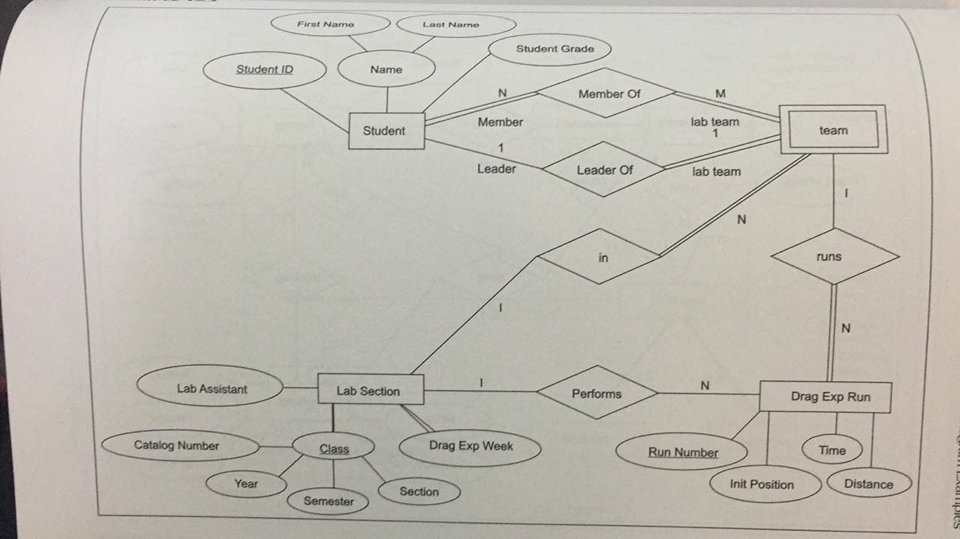 First Name
Last Name
Student Grade
Student ID
Name
Student
N
Member Of
M
Member
lab team
team
1
1
Leader
Leader Of
lab team
N
I
in
runs
I
N
Lab Assistant
Lab Section
I
Performs
N
Drag Exp Run
Catalog Number
Class
Drag Exp Week
Run Number
Time
Year
Semester
Section
Init Position
Distance